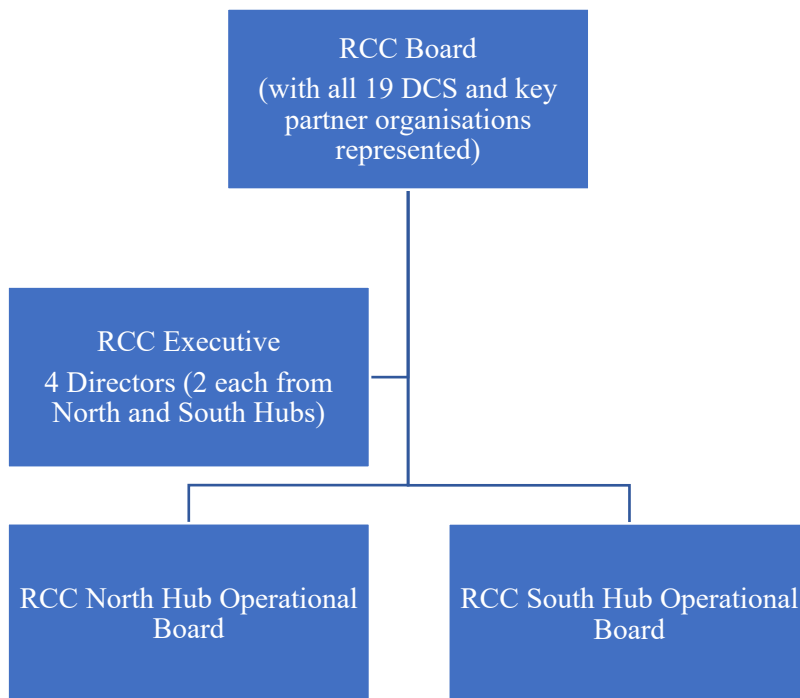 RCC Board
(with all 19 DCS and key
partner organisations
represented)
RCC Executive
4 Directors (2 each from
North and South Hubs)
RCC North Hub Operational
Board
RCC South Hub Operational
Board